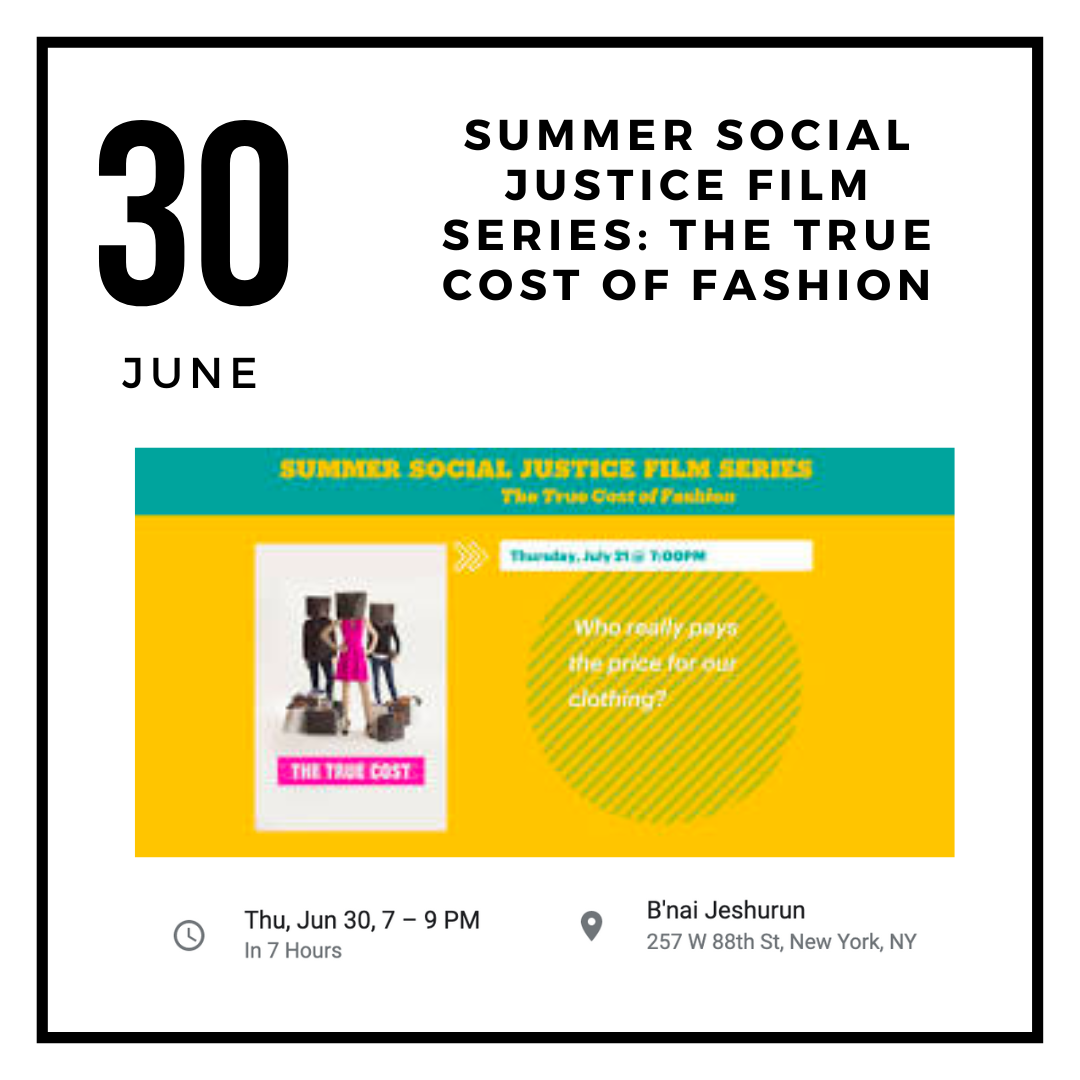 30
JUNE
SUMMER SOCIAL
JUSTICE FILM
SERIES: THE TRUE
COST OF FASHION
SUMMER SOCIAL JUSTICE FILM SERIES
The True Cost of Fashion
Thursday, July 21 @ 7:00PM
Who really pays
the price for our
clothing?
THE TRUE COST
Thu, Jun 30, 7 – 9 PM
In 7 Hours
B'nai Jeshurun
257 W 88th St, New York, NY